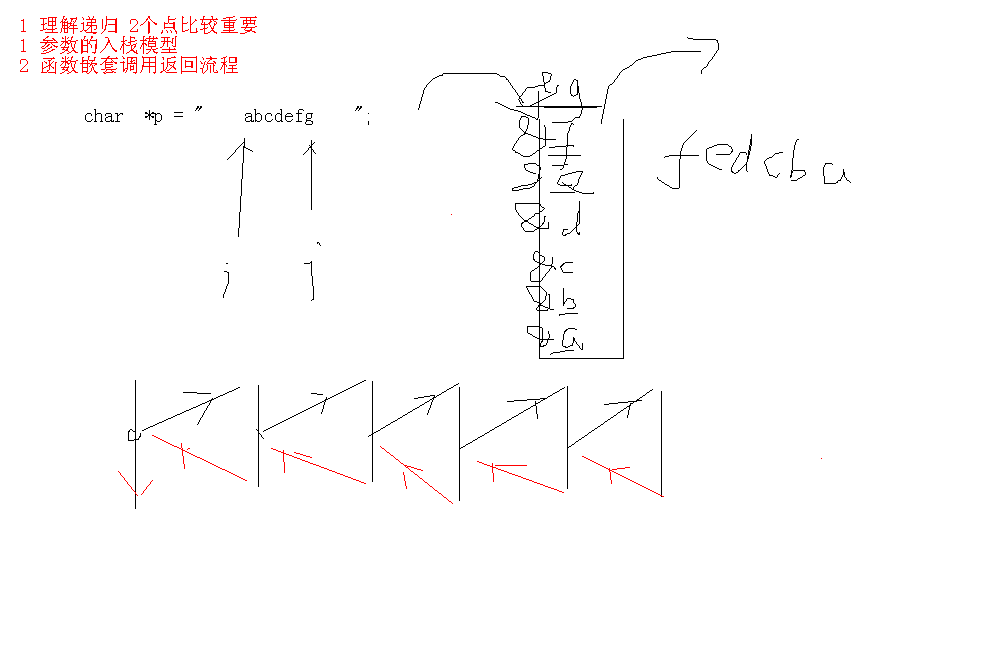 1 理解递归 2个点比较重要
1 参数的入栈模型
2 函数嵌套调用返回流程
char *p = " abcdefg ";
& g
& f
& e
& d
& c
& b
& a
fedcba
i j